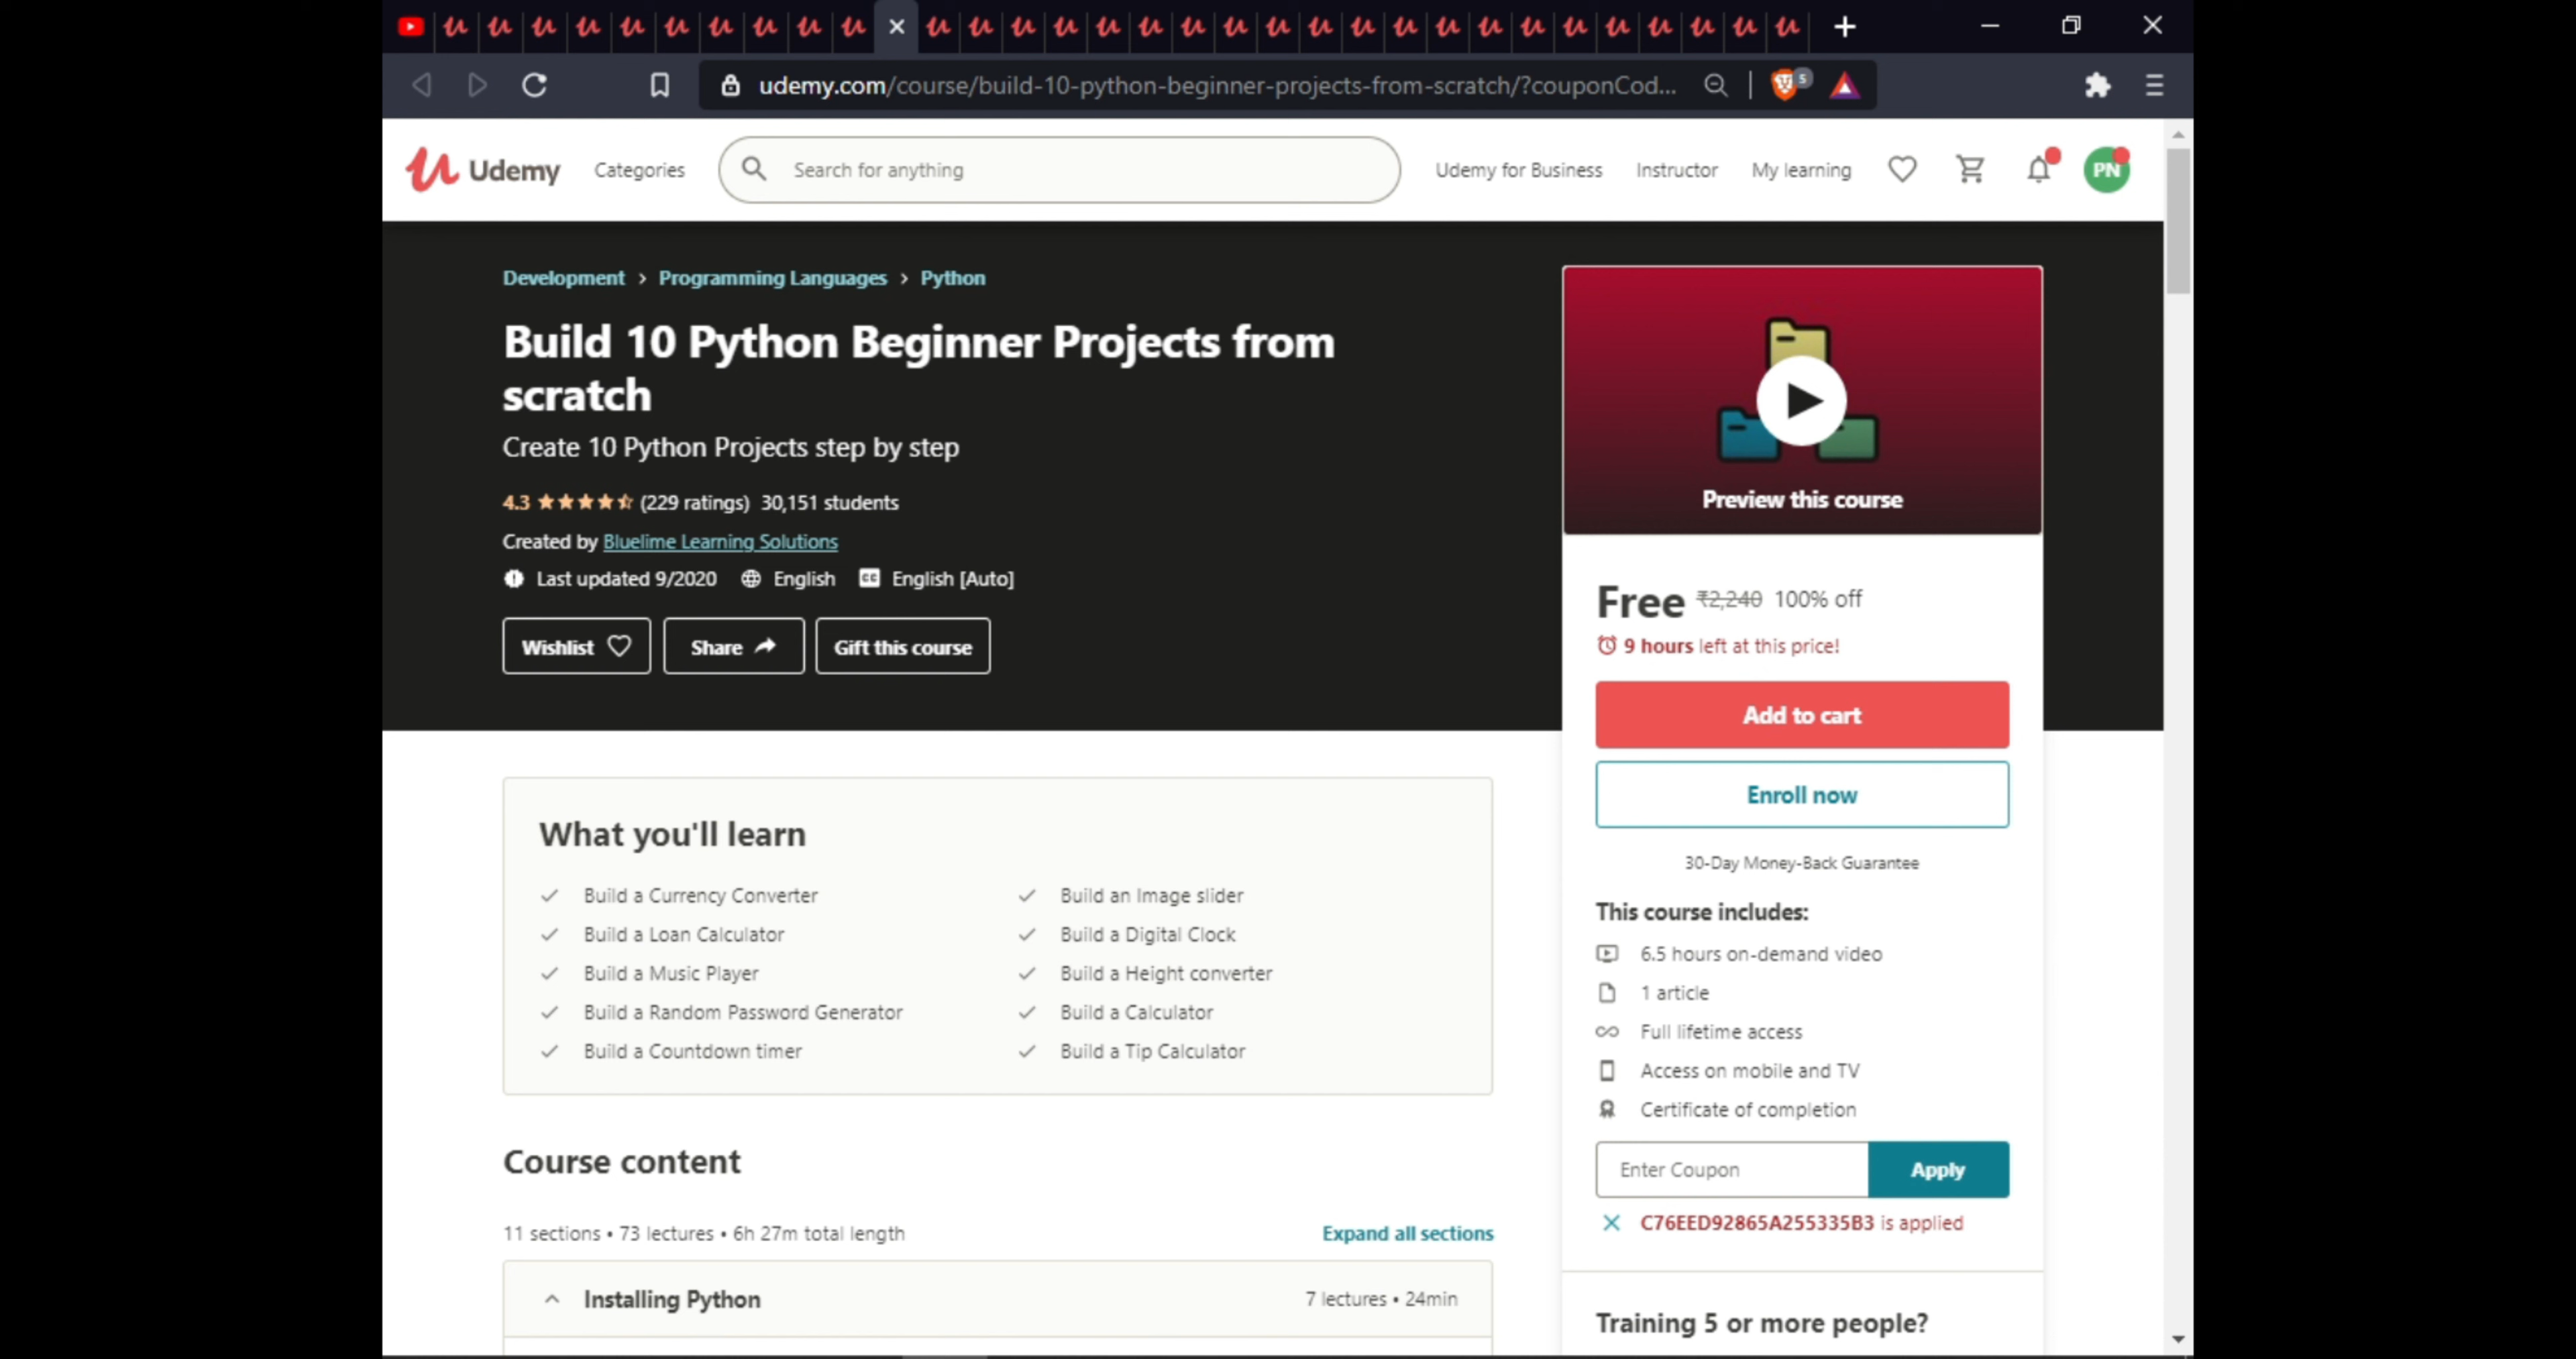 udemy.com/course/build-10-python-beginner-projects-from-scratch/?couponCod...
5
Udemy
Categories
Search for anything
Udemy for Business
Instructor
My learning
PN
Development > Programming Languages > Python
Build 10 Python Beginner Projects from
scratch
Create 10 Python Projects step by step
4.3 (229 ratings) 30,151 students
Created by Bluelime Learning Solutions
Last updated 9/2020 English CC English [Auto]
Wishlist
Share
Gift this course
Preview this course
Free ₹2,240 100% off
9 hours left at this price!
Add to cart
Enroll now
30-Day Money-Back Guarantee
This course includes:
6.5 hours on-demand video
1 article
Full lifetime access
Access on mobile and TV
Certificate of completion
Enter Coupon
Apply
C76EED92865A255335B3 is applied
Training 5 or more people?
What you'll learn
Build a Currency Converter
Build a Loan Calculator
Build a Music Player
Build a Random Password Generator
Build a Countdown timer
Build an Image slider
Build a Digital Clock
Build a Height converter
Build a Calculator
Build a Tip Calculator
Course content
11 sections • 73 lectures • 6h 27m total length
Expand all sections
Installing Python
7 lectures • 24min